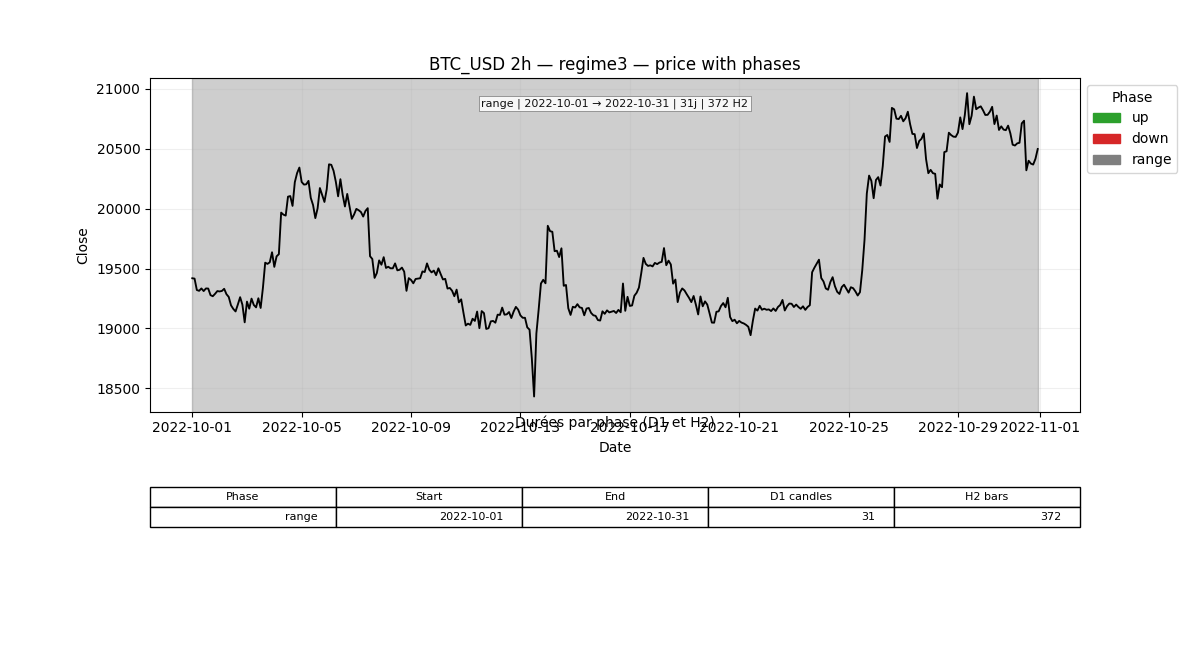 BTC_USD 2h — regime3 — price with phases
range | 2022-10-01 → 2022-10-31 | 31j | 372 H2
Phase
up
down
range
Close
21000
20500
20000
19500
19000
18500
2022-10-01 2022-10-05 2022-10-09 2022-10-13 2022-10-17 2022-10-21 2022-10-25 2022-10-29 2022-11-01
Durées par phase (D1 et H2)
Date
Phase Start End D1 candles H2 bars
range 2022-10-01 2022-10-31 31 372